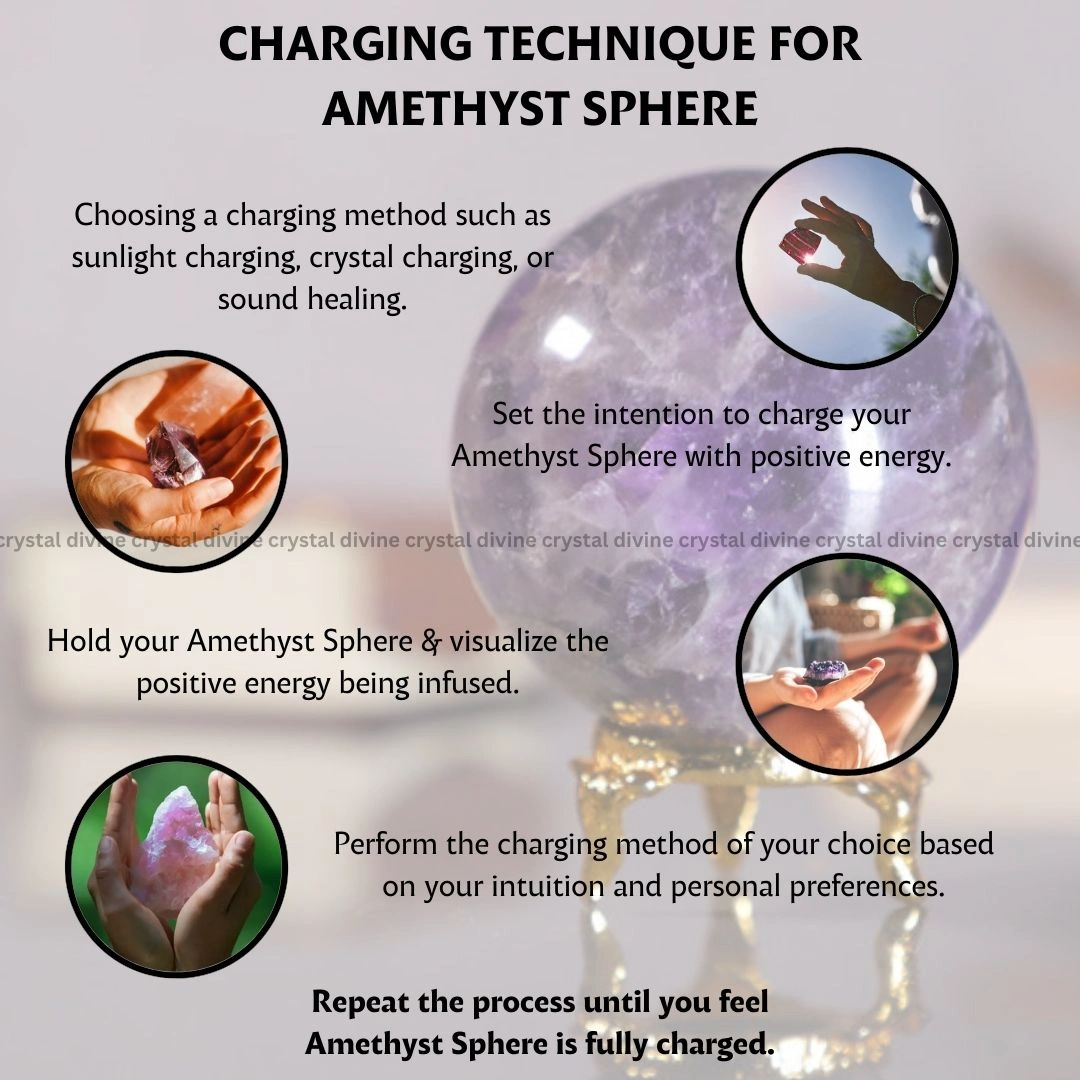 CHARGING TECHNIQUE FOR
AMETHYST SPHERE
Choosing a charging method such as
sunlight charging, crystal charging, or
sound healing.
Set the intention to charge your
Amethyst Sphere with positive energy.
crystal divine crystal divine crystal divine crystal divine crystal divine crystal divine crystal divine crystal divine
Hold your Amethyst Sphere & visualize the
positive energy being infused.
Perform the charging method of your choice based
on your intuition and personal preferences.
Repeat the process until you feel
Amethyst Sphere is fully charged.